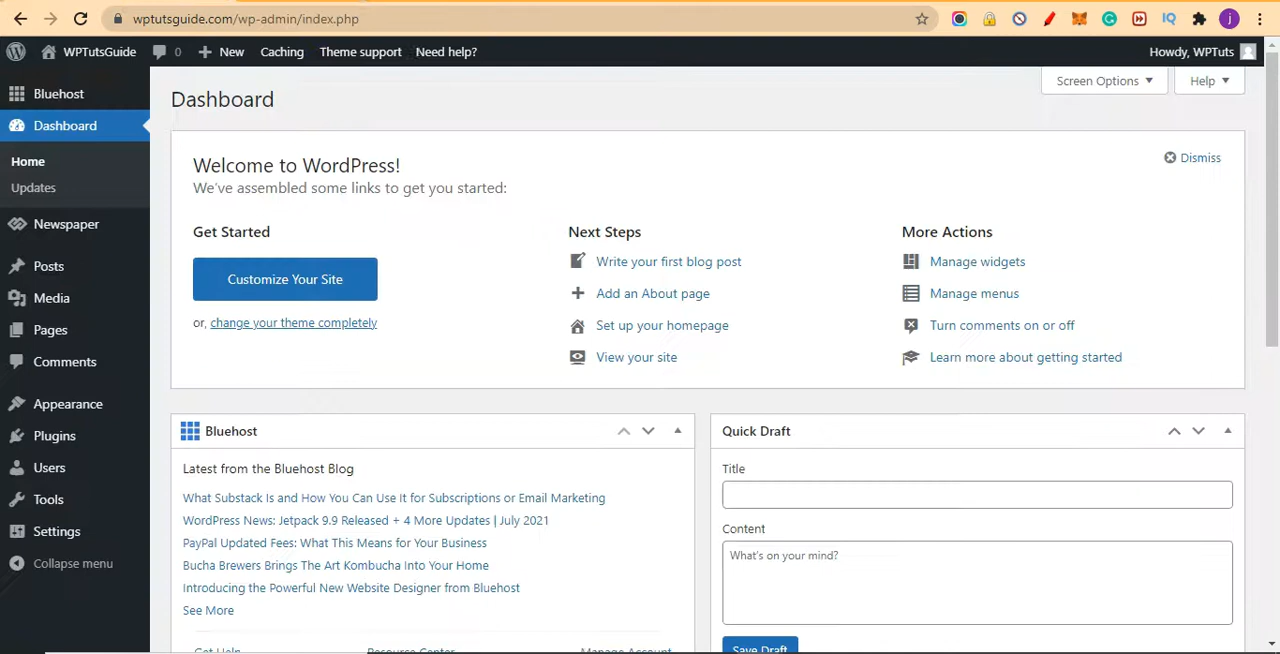 wptutsguide.com/wp-admin/index.php
WPTutsGuide 0 New Caching Theme support Need help? Howdy, WPTuts
Bluehost
Dashboard
Home
Updates
Newspaper
Posts
Media
Pages
Comments
Appearance
Plugins
Users
Tools
Settings
Collapse menu
Screen Options Help
Dashboard
Welcome to WordPress!
We've assembled some links to get you started:
Dismiss
Get Started
Customize Your Site
or, change your theme completely
Next Steps
Write your first blog post
Add an About page
Set up your homepage
View your site
More Actions
Manage widgets
Manage menus
Turn comments on or off
Learn more about getting started
Bluehost
Latest from the Bluehost Blog
What Substack Is and How You Can Use It for Subscriptions or Email Marketing
WordPress News: Jetpack 9.9 Released + 4 More Updates | July 2021
PayPal Updated Fees: What This Means for Your Business
Bucha Brewers Brings The Art Kombucha Into Your Home
Introducing the Powerful New Website Designer from Bluehost
See More
Get Help Resource Center Manage Account
Quick Draft
Title
Content
What's on your mind?
Save Draft